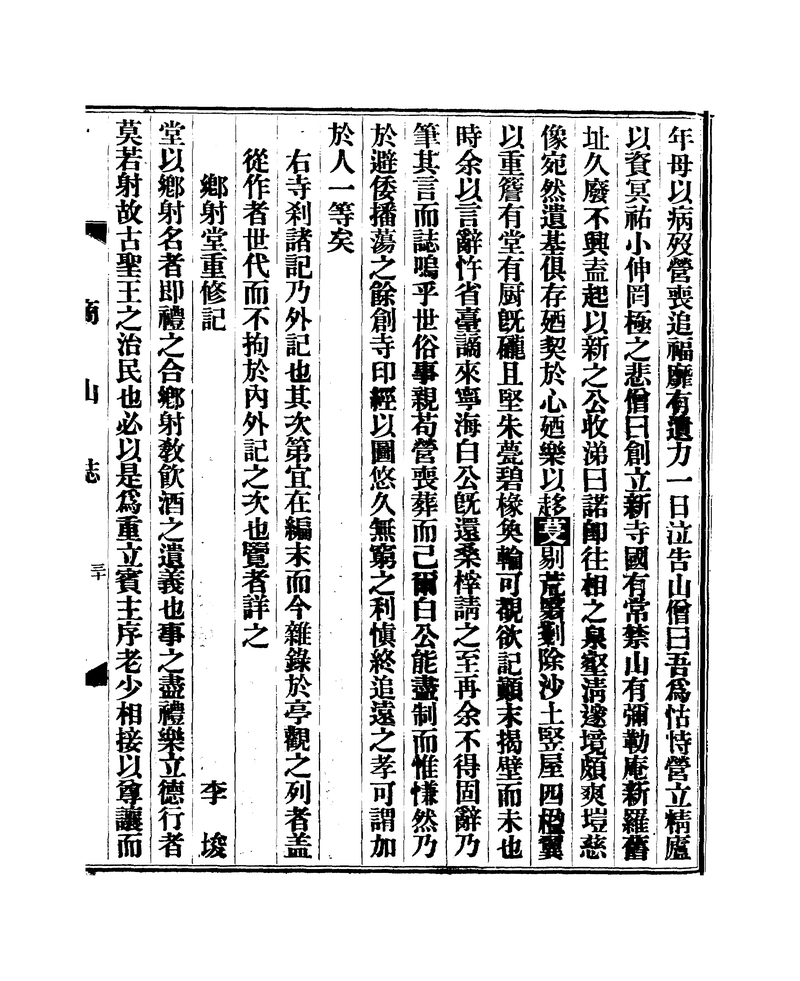 年母以病歿營喪追福靡有遺力一日泣告山僧曰吾爲怙恃營立精廬
以資冥祐小伸罔極之悲僧曰創立新寺國有常禁山有彌勒庵新羅舊
址久廢不興盍起以新之公收涕曰諾卽往相之泉壑淸邃境頗爽塏慈
像宛然遺基俱存廼契於心廼樂以趍芟剔荒翳剗除沙土竪屋四楹翼
以重簷有堂有厨旣礲且堅朱甍碧椽奐輪可觀欲記顚末揭壁而未也
時余以言辭忤省臺謫來寧海白公旣還桑梓請之至再余不得固辭乃
筆其言而誌嗚乎世俗事親苟營喪葬而已爾白公能盡制而惟慊然乃
於避倭播蕩之餘創寺印經以圖悠久無窮之利愼終追遠之孝可謂加
於人一等矣
右寺刹諸記乃外記也其次第宜在編末而今雜錄於亭觀之列者盖
從作者世代而不拘於內外記之次也覽者詳之
鄕射堂重修記
李埈
堂以鄕射名者即禮之合鄕射敎飮酒之遺義也事之盡禮樂立德行者
莫若射故古聖王之治民也必以是爲重立賓主序老少相接以尊讓而
山誌
三十